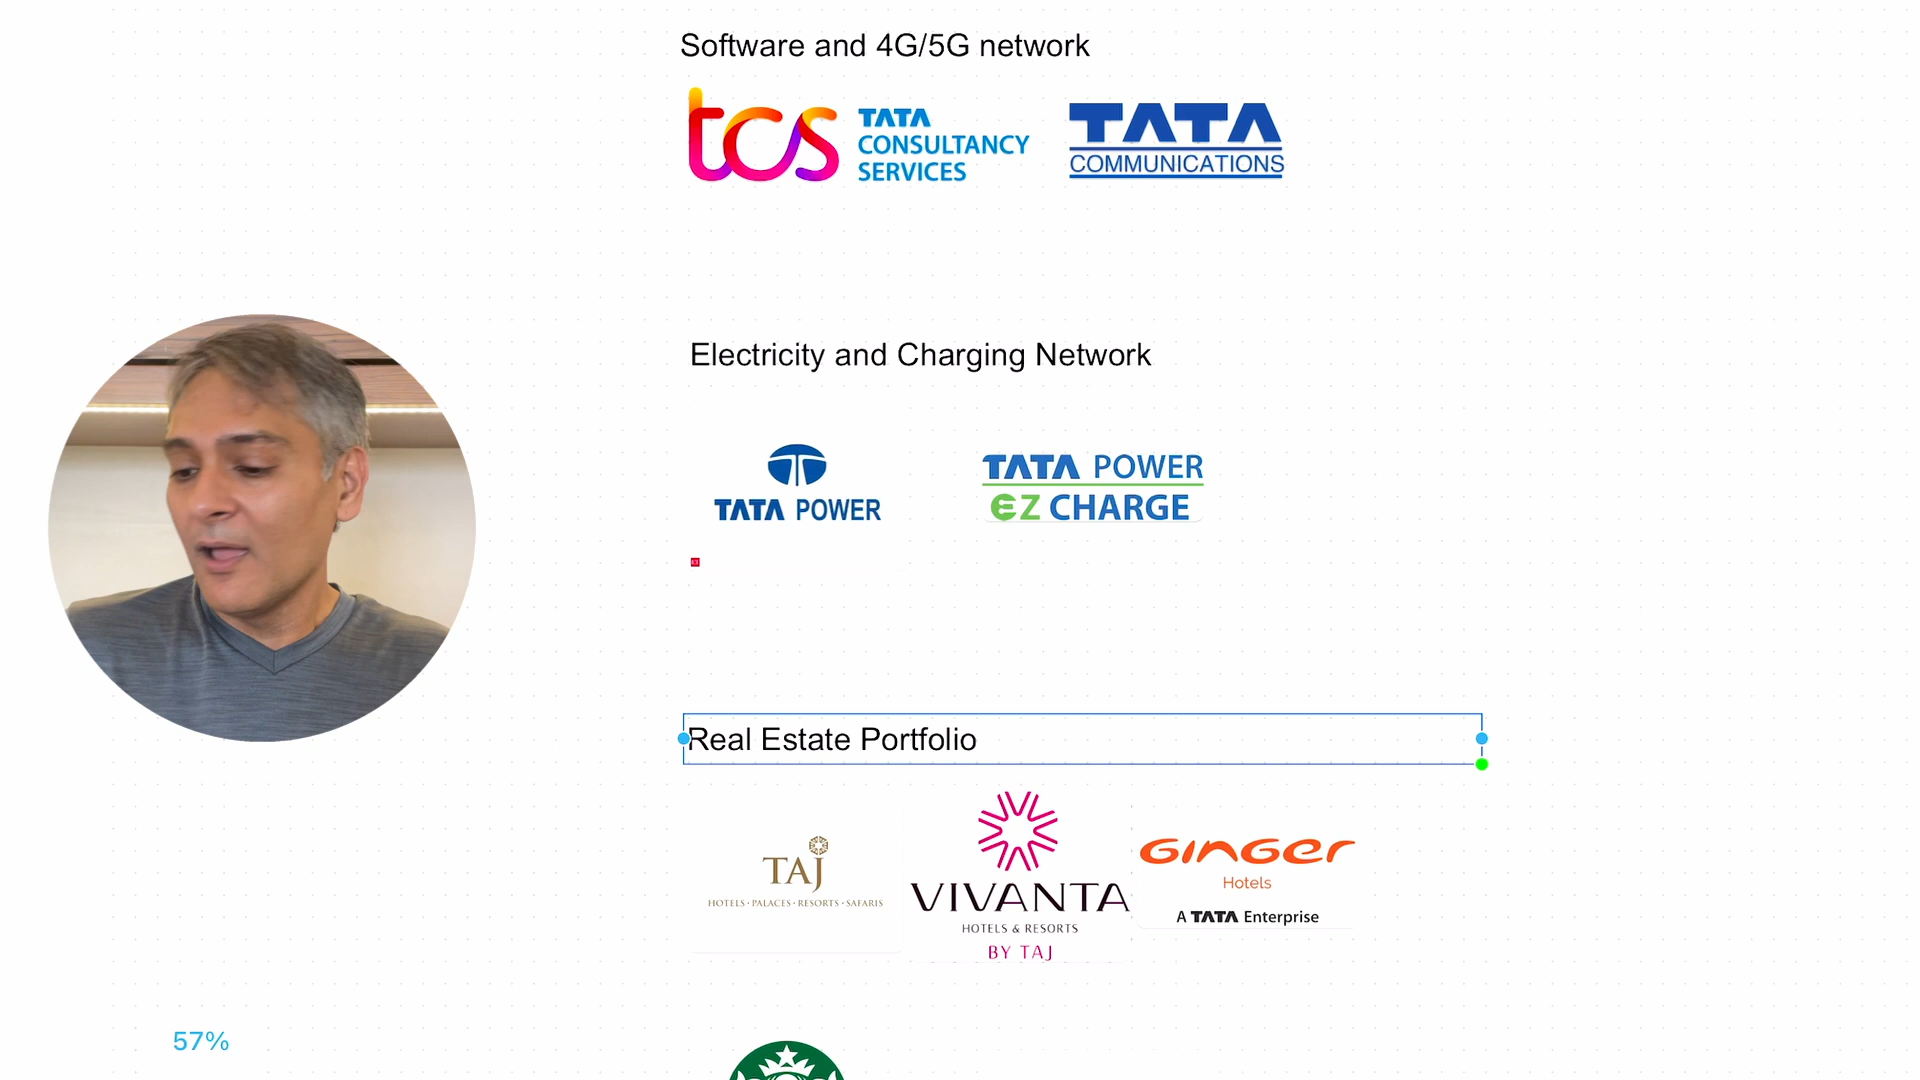 Software and 4G/5G network
tcs TATA CONSULTANCY SERVICES
TATA COMMUNICATIONS
Electricity and Charging Network
TATA POWER
TATA POWER
EZ CHARGE
Real Estate Portfolio
TAJ
HOTELS · PALACES · RESORTS · SAFARIS
VIVANTA
HOTELS & RESORTS
BY TAJ
GINGER
Hotels
A TATA Enterprise
57%